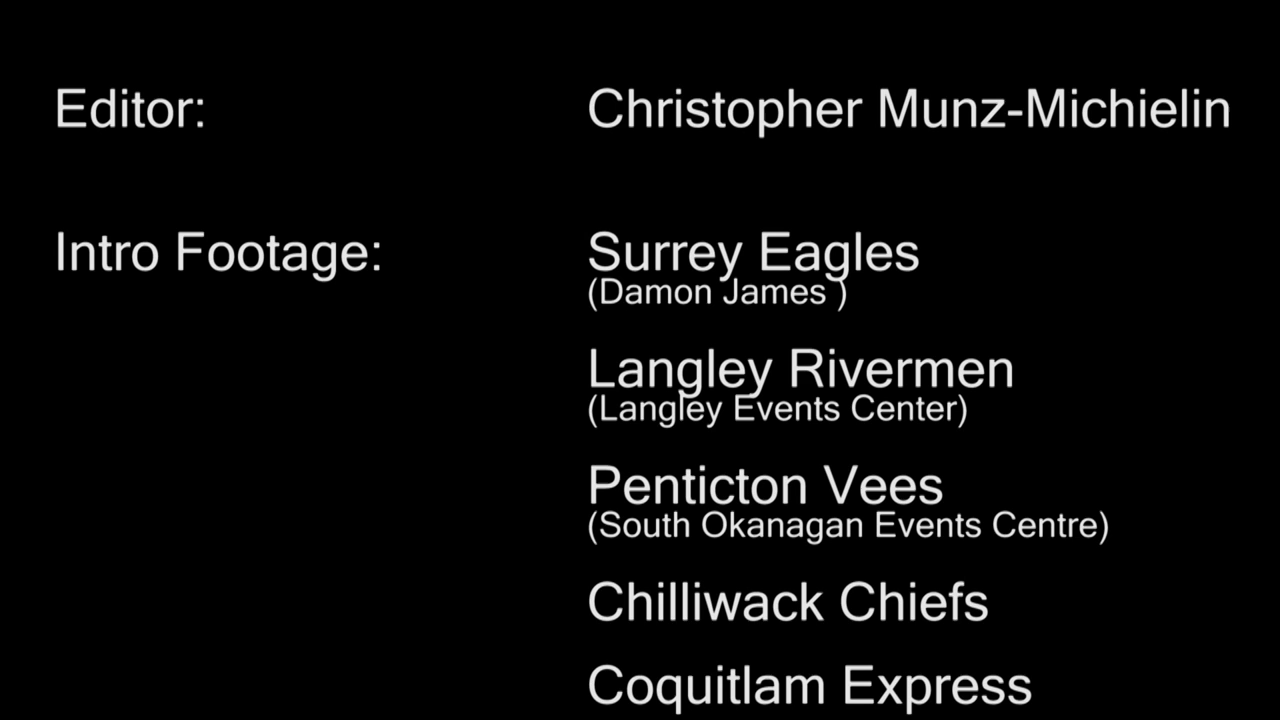 Editor: Christopher Munz-Michielin
Intro Footage: Surrey Eagles
(Damon James )
Langley Rivermen
(Langley Events Center)
Penticton Vees
(South Okanagan Events Centre)
Chilliwack Chiefs
Coquitlam Express